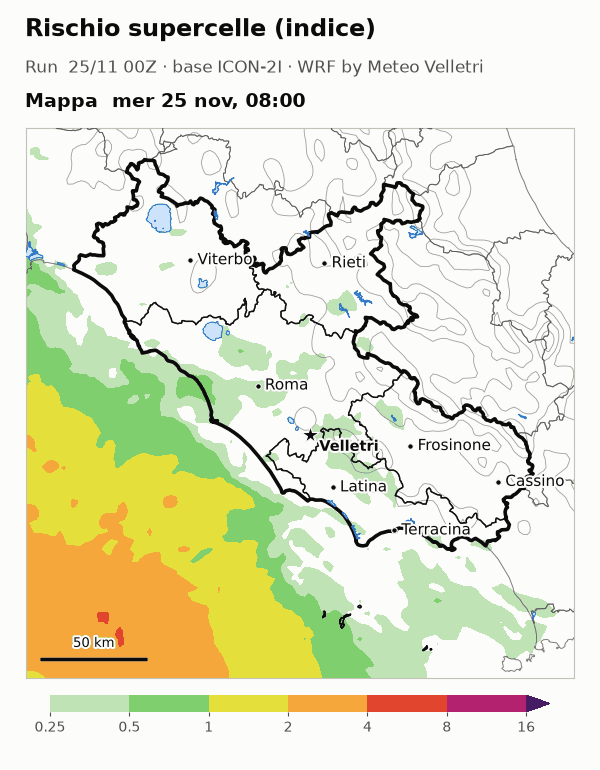 Rischio supercelle (indice)
Run  25/11 00Z · base ICON-2I · WRF by Meteo Velletri
Mappa  mer 25 nov, 08:00
Viterbo
Rieti
Roma
Velletri
Frosinone
Cassino
Latina
Terracina
50 km
0.25 0.5 1 2 4 8 16